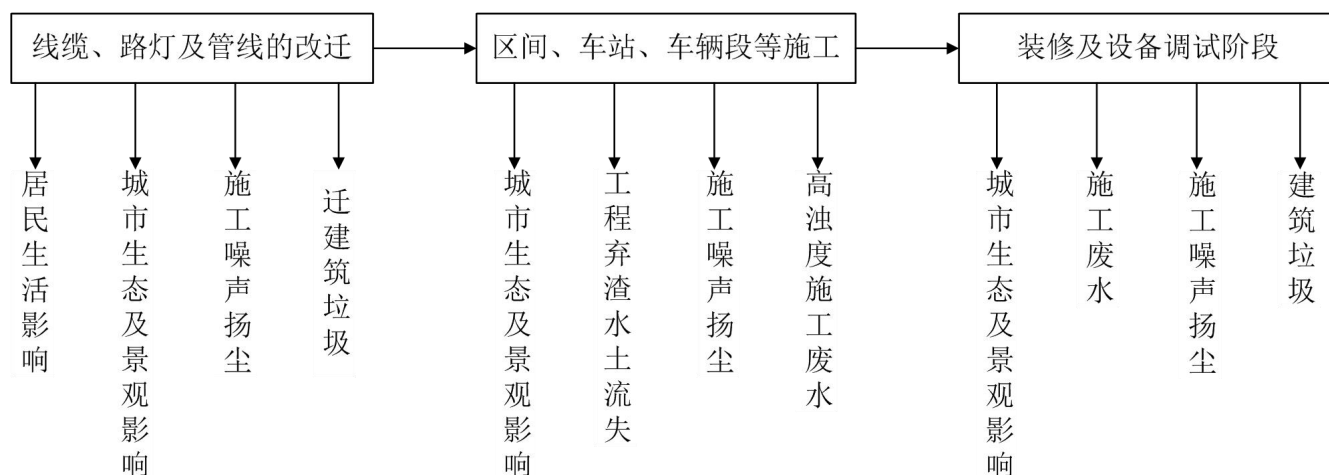 线缆、路灯及管线的改迁
区间、车站、车辆段等施工
装修及设备调试阶段
居民生活影响
城市生态及景观影响
施工噪声扬尘
迁建筑垃圾
城市生态及景观影响
工程弃渣水土流失
施工噪声扬尘
高浊度施工废水
城市生态及景观影响
施工废水
施工噪声扬尘
建筑垃圾